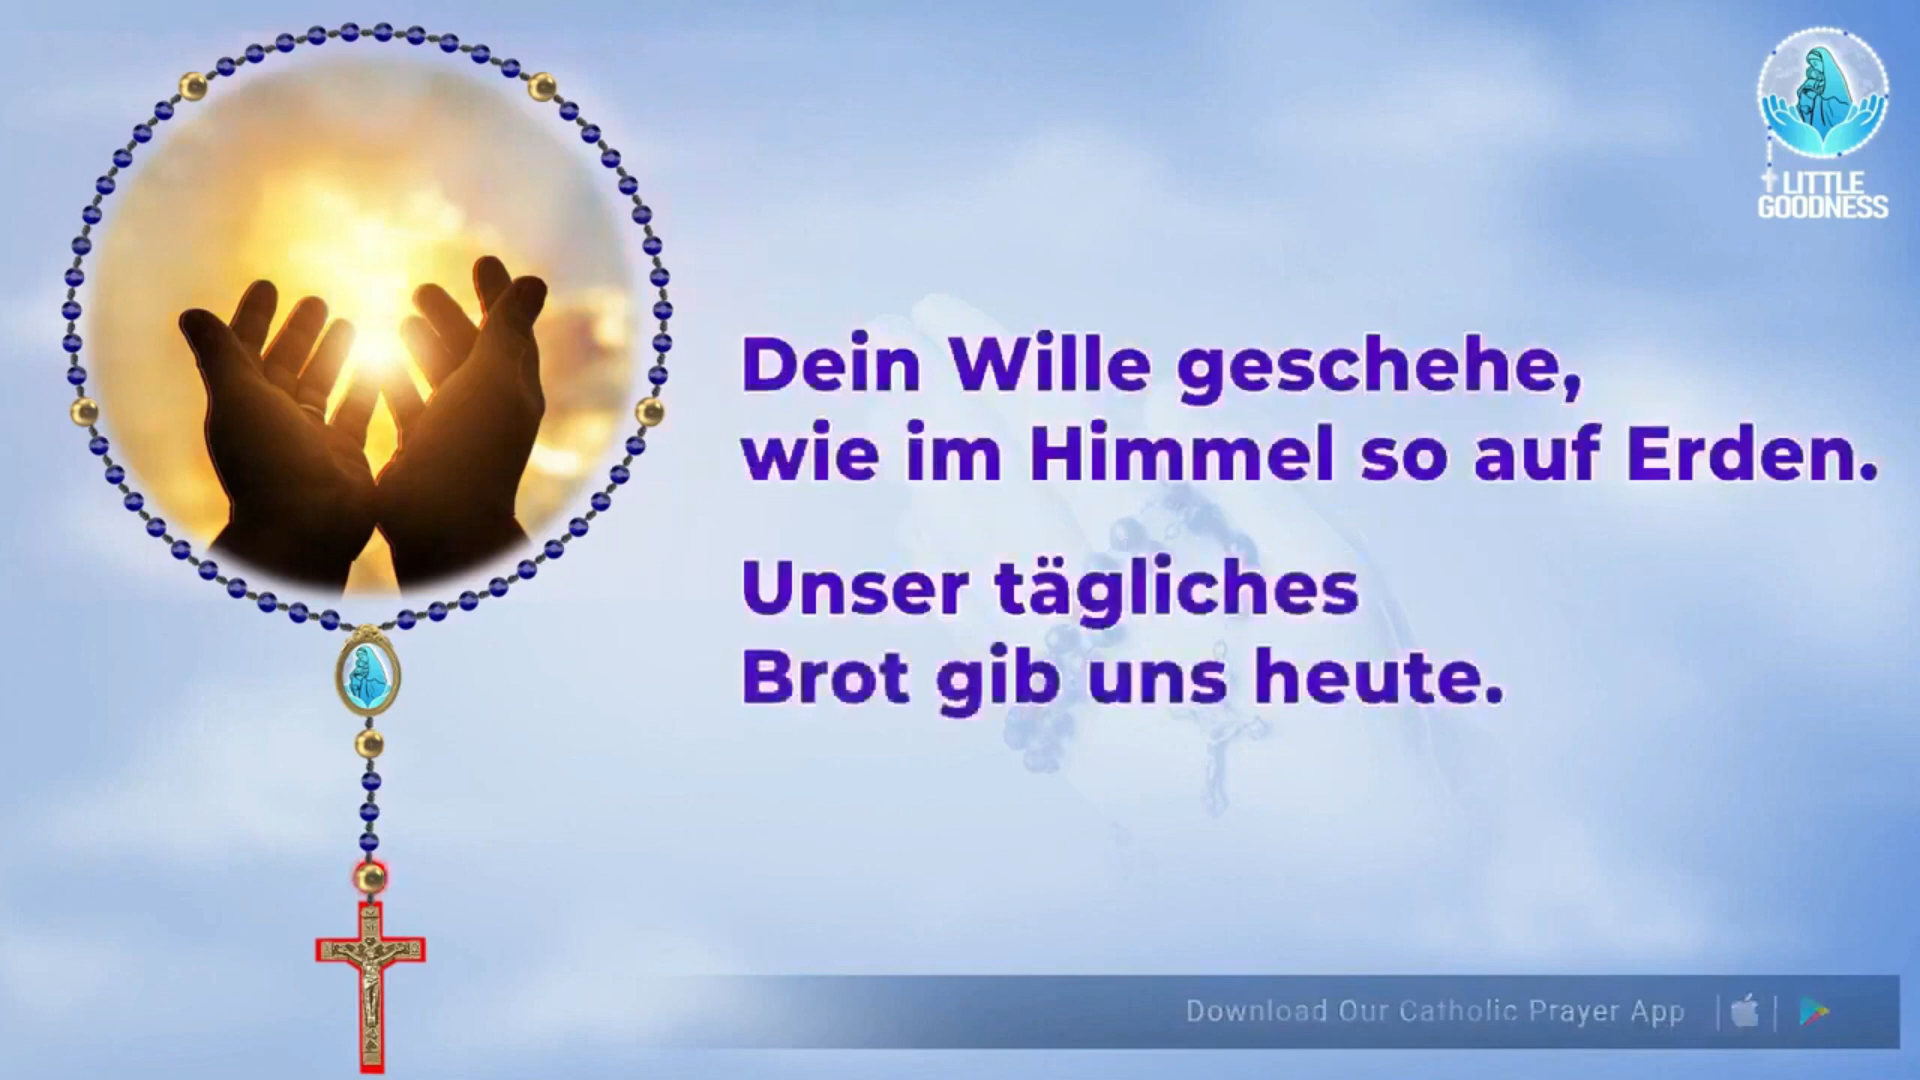 LITTLE
GOODNESS
Dein Wille geschehe,
wie im Himmel so auf Erden.
Unser tägliches
Brot gib uns heute.
Download Our Catholic Prayer App